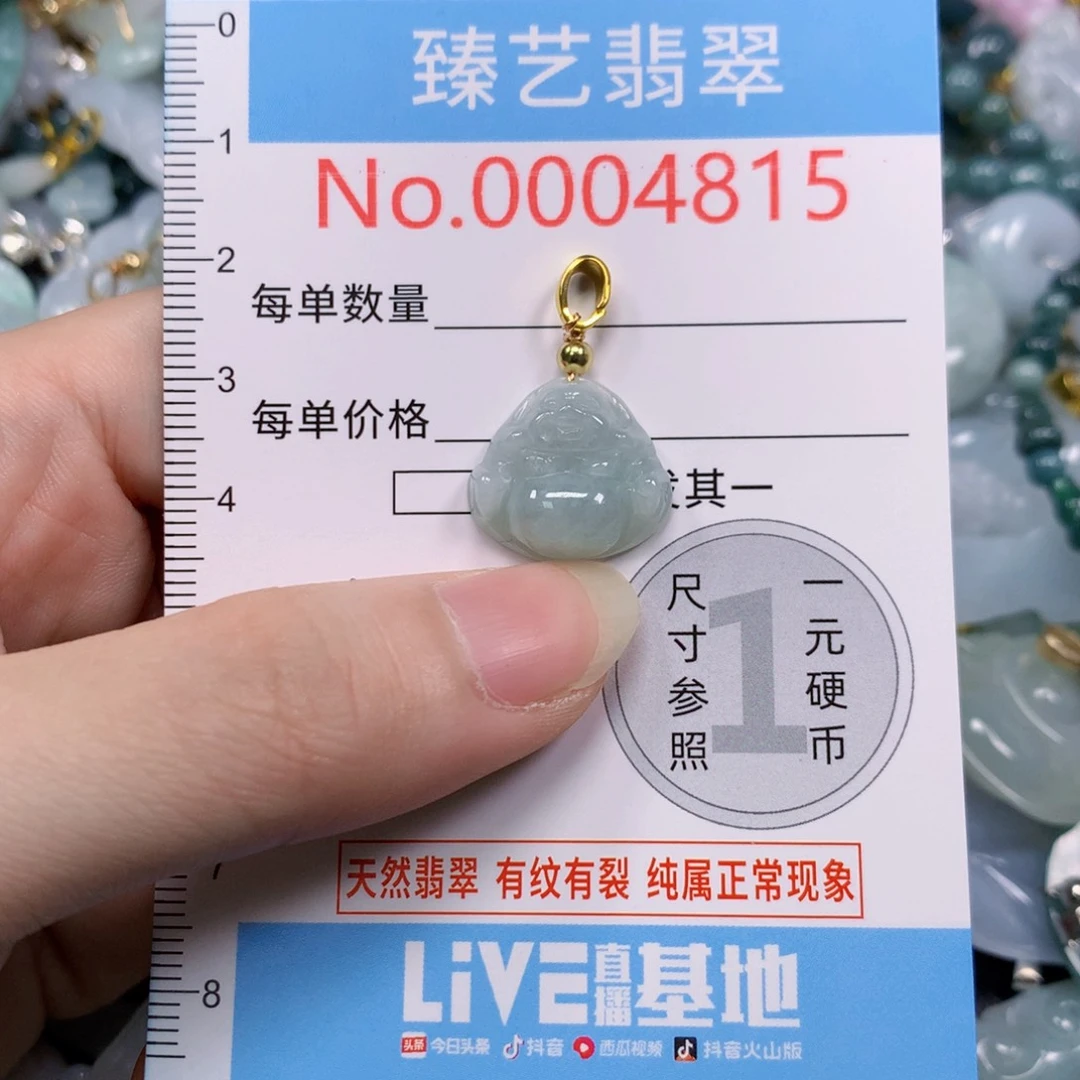 臻艺翡翠
No.0004815
每单数量
每单价格
其一
尺寸参照
1
一元硬币
天然翡翠 有纹有裂 纯属正常现象
LiVE直播基地
头条 今日头条 抖音 西瓜视频 抖音火山版
0
1
2
3
4
7
8